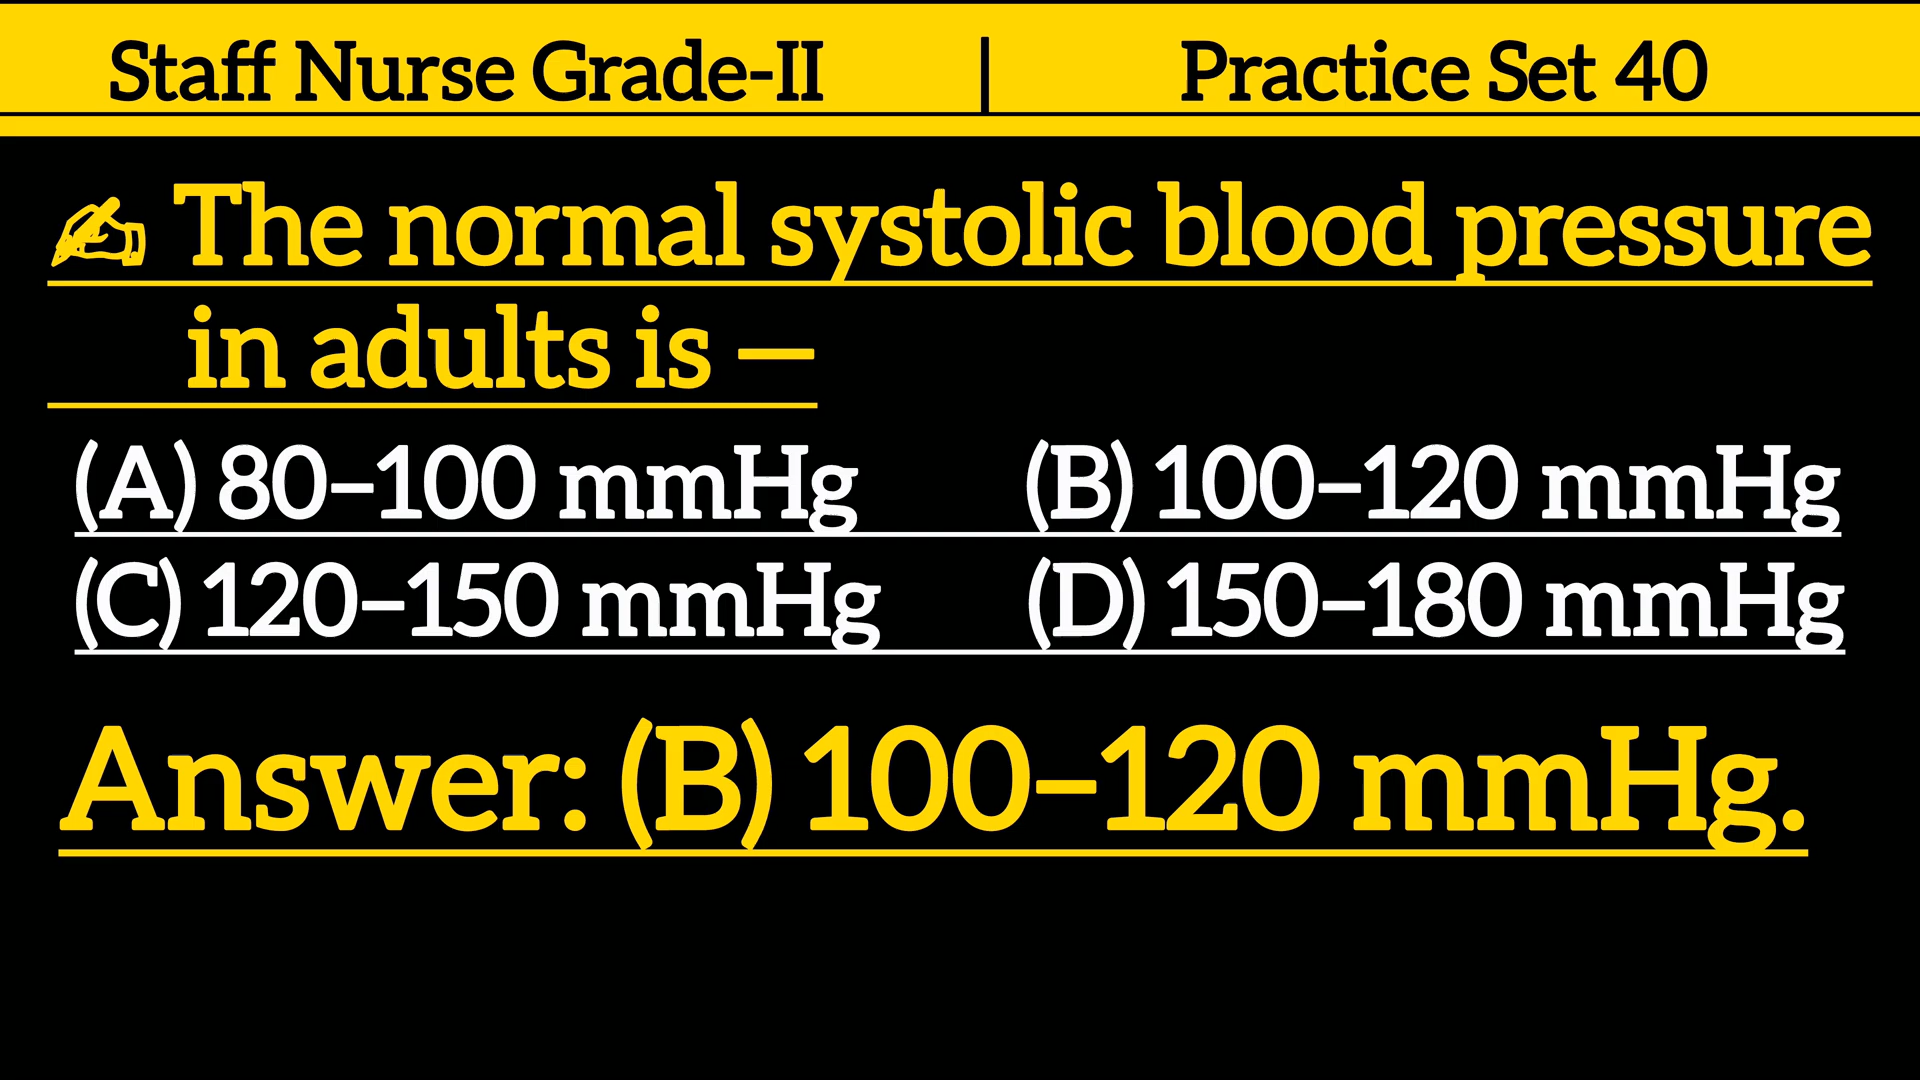 Staff Nurse Grade-II | Practice Set 40
✍ The normal systolic blood pressure
in adults is —
(A) 80–100 mmHg (B) 100–120 mmHg
(C) 120–150 mmHg (D) 150–180 mmHg
Answer: (B) 100–120 mmHg.